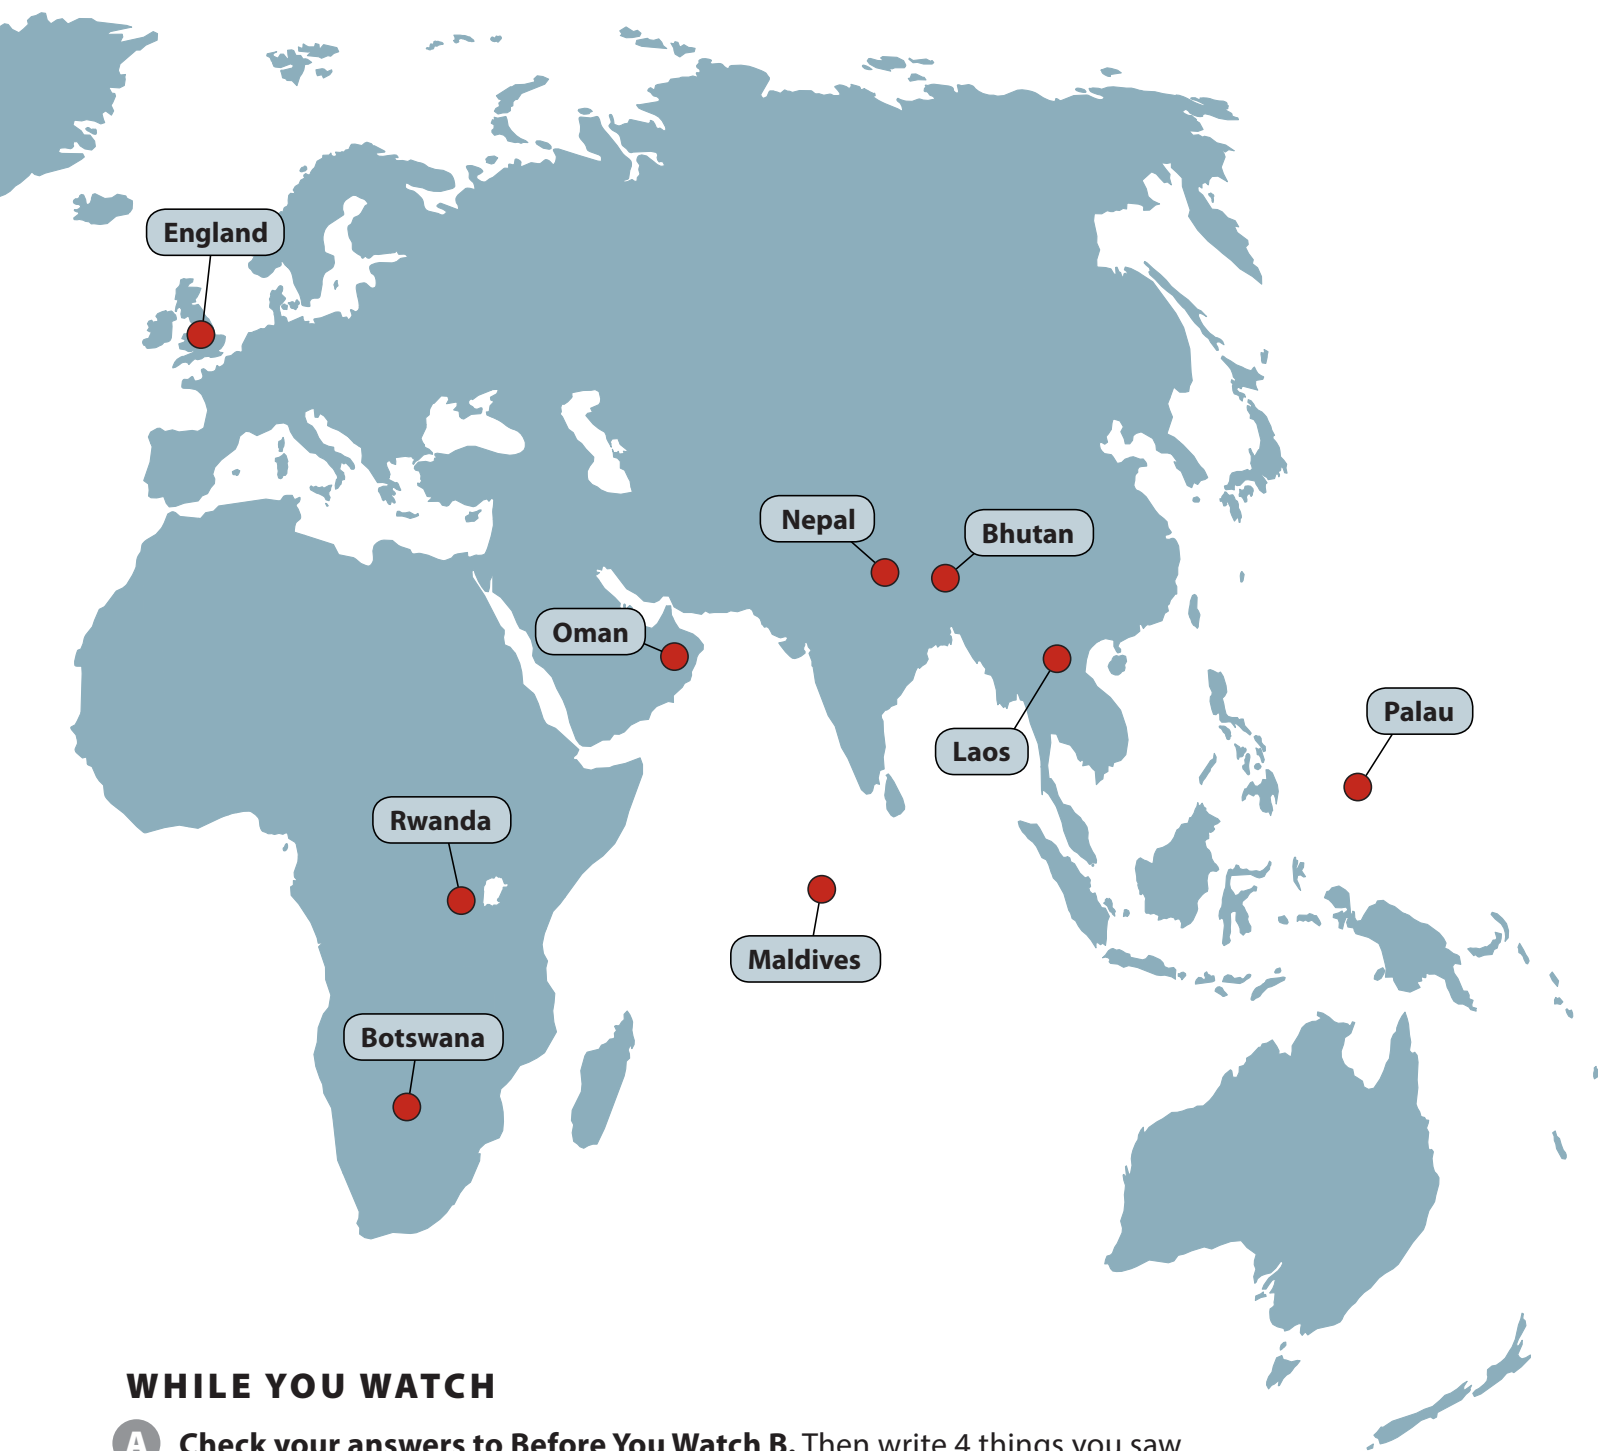 England
Nepal
Bhutan
Oman
Laos
Palau
Rwanda
Maldives
Botswana
WHILE YOU WATCH
A Check your answers to Before You Watch B. Then write 4 things you saw